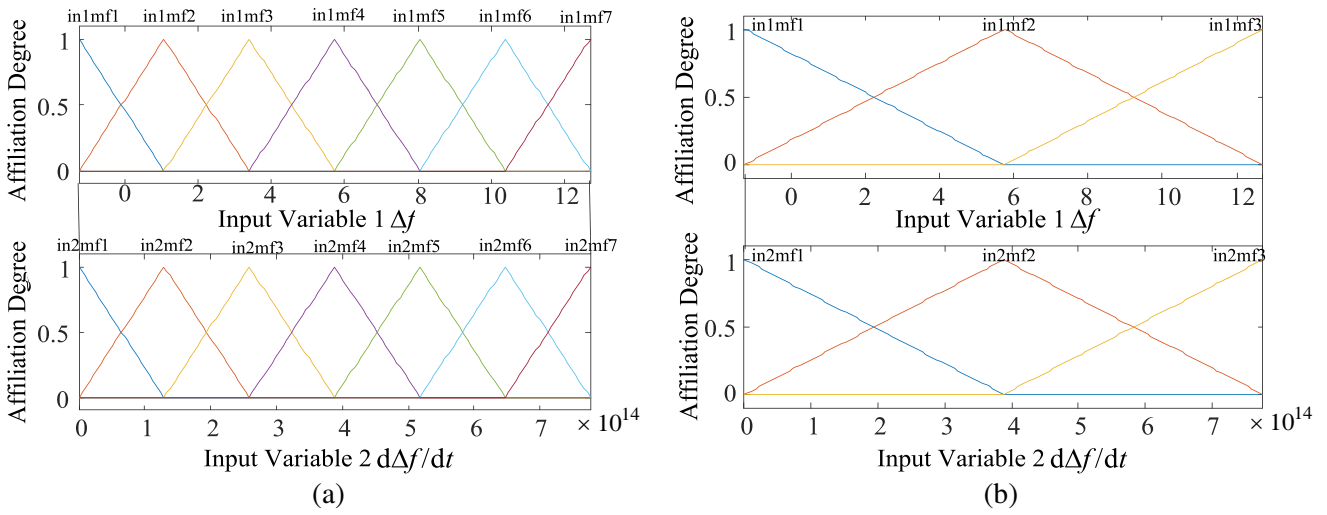 in1mf1 in1mf2 in1mf3 in1mf4 in1mf5 in1mf6 in1mf7
Affiliation Degree
1
0.5
0
0 2 4 6 8 10 12
Input Variable 1 Δf
in2mf1 in2mf2 in2mf3 in2mf4 in2mf5 in2mf6 in2mf7
Affiliation Degree
1
0.5
0
0 1 2 3 4 5 6 7 × 10^14
Input Variable 2 dΔf/dt
(a)
in1mf1 in1mf2 in1mf3
Affiliation Degree
1
0.5
0
0 2 4 6 8 10 12
Input Variable 1 Δf
in2mf1 in2mf2 in2mf3
Affiliation Degree
1
0.5
0
0 1 2 3 4 5 6 7 × 10^14
Input Variable 2 dΔf/dt
(b)